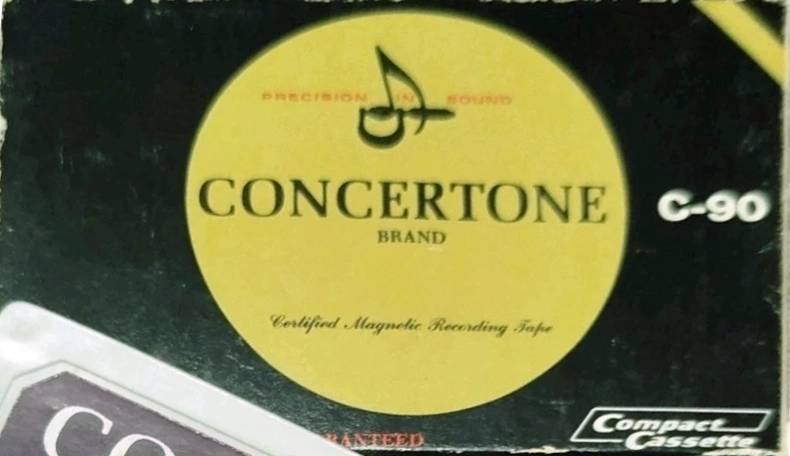 PRECISION IN SOUND
CONCERTONE
BRAND
C-90
Certified Magnetic Recording Tape
Compact
Cassette